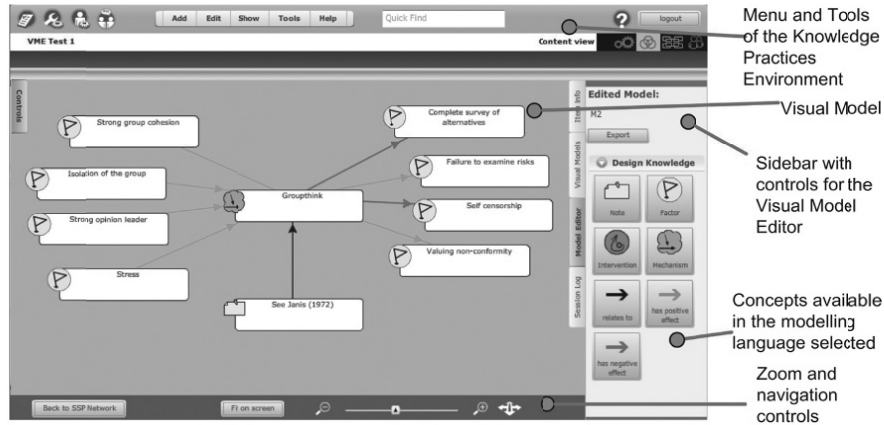 Add Edit Show Tools Help
Quick Find
?
logout
VME Test 1
Content view
Controls
Strong group cohesion
Isolation of the group
Strong opinion leader
Stress
Groupthink
See Janis (1972)
Complete survey of
alternatives
Failure to examine risks
Self censorship
Valuing non-conformity
Item Info
Visual Models
Model Editor
Session Log
Edited Model:
M2
Export
Design Knowledge
Note
Factor
Intervention
Mechanism
relates to
has positive
effect
has negative
effect
Back to SSP Network
Fit on screen
Menu and Tools
of the Knowledge
Practices
Environment
Visual Model
Sidebar with
controls for the
Visual Model
Editor
Concepts available
in the modelling
language selected
Zoom and
navigation
controls